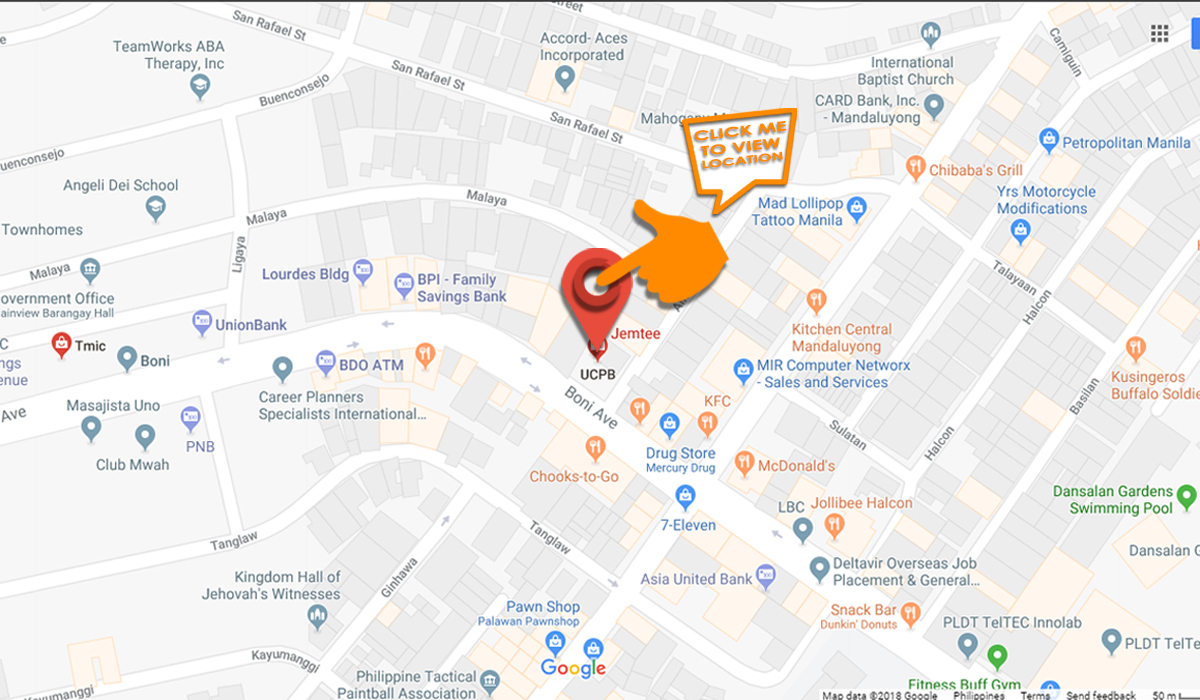 Street
San Rafael St
TeamWorks ABA
Therapy, Inc
Accord- Aces
Incorporated
International
Baptist Church
Camiguin
San Rafael St
Buenconsejo
CARD Bank, Inc.
- Mandaluyong
San Rafael St
CLICK ME
TO VIEW
LOCATION
Petropolitan Manila
uenconsejo
Chibaba's Grill
Angeli Dei School
Malaya
Yrs Motorcycle
Modifications
Mad Lollipop
Tattoo Manila
Malaya
Townhomes
Ligaya
Malaya
Lourdes Bldg
BPI - Family
Savings Bank
Talayaan
Halcon
overnment Office
ainview Barangay Hall
UnionBank
Kitchen Central
Mandaluyong
Jemtee
C
ngs
enue
Tmic
Boni
BDO ATM
UCPB
MIR Computer Networx
- Sales and Services
Kusingeros
Buffalo Soldie
Basilan
Ave
Masajista Uno
Career Planners
Specialists International...
Boni Ave
KFC
PNB
Club Mwah
Sulatan
Halcon
Drug Store
Mercury Drug
Chooks-to-Go
McDonald's
Dansalan Gardens
Swimming Pool
7-Eleven
LBC
Jollibee Halcon
Tanglaw
Tanglaw
Dansalan G
Ginhawa
Kingdom Hall of
Jehovah's Witnesses
Asia United Bank
Deltavir Overseas Job
Placement & General...
Pawn Shop
Palawan Pawnshop
Snack Bar
Dunkin' Donuts
PLDT TelTEC Innolab
PLDT TelTe
Kayumanggi
Google
Philippine Tactical
Paintball Association
Fitness Buff Gym
Kayumanggi
Map data ©2018 Google
Philippines
Terms
Send feedback
50 m